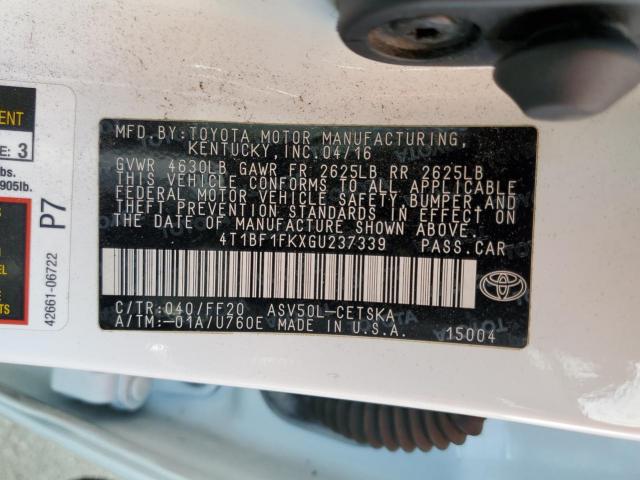 MFD.BY:TOYOTA MOTOR MANUFACTURING,
KENTUCKY, INC.04/16
GVWR 4630LB GAWR FR 2625LB RR 2625LB
THIS VEHICLE CONFORMS TO ALL APPLICABLE
FEDERAL MOTOR VEHICLE SAFETY, BUMPER AND
THEFT PREVENTION STANDARDS IN EFFECT ON
THE DATE OF MANUFACTURE SHOWN ABOVE.
4T1BF1FKXGU237339 PASS.CAR
C/TR:040/FF20 ASV50L-CETSKA
A/TM:-01A/U760E MADE IN U.S.A. 15004
ENT
E: 3
bs.
905lb.
P7
42661-06722
E
TS